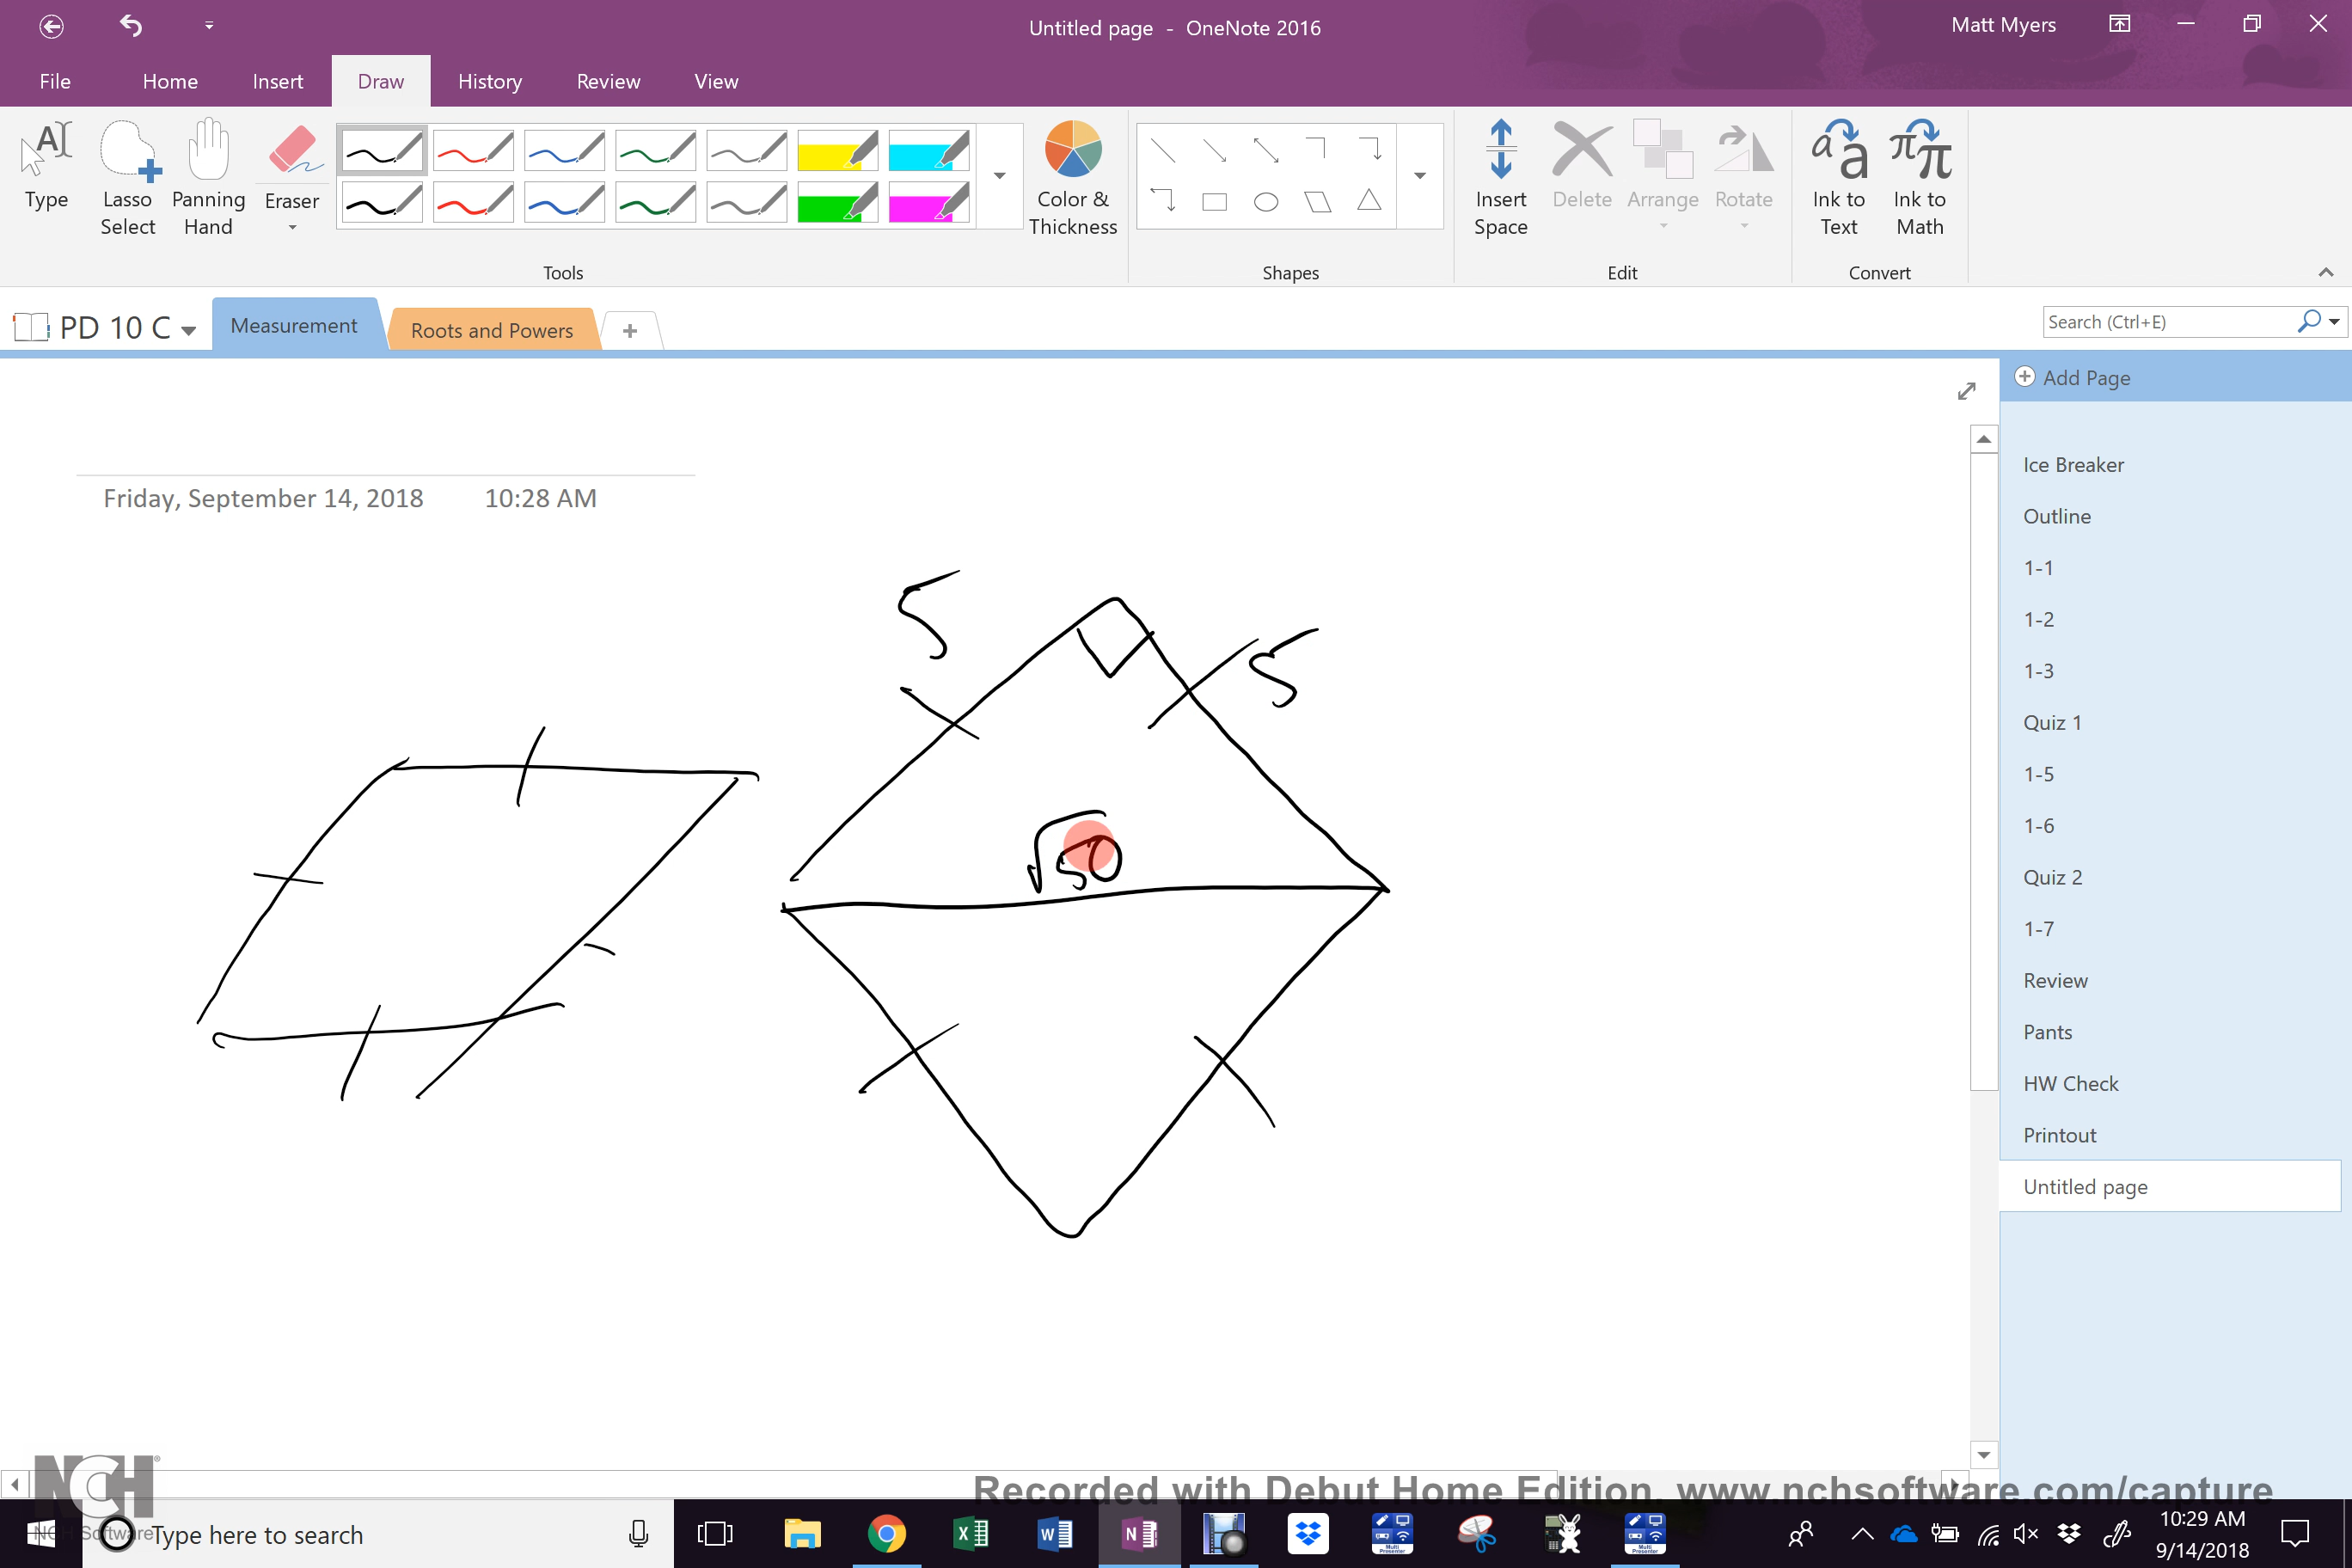 Untitled page - OneNote 2016
Matt Myers
File Home Insert Draw History Review View
Type
Lasso Select
Panning Hand
Eraser
Color & Thickness
Insert Space
Delete
Arrange
Rotate
Ink to Text
Ink to Math
Tools Shapes Edit Convert
PD 10 C
Measurement
Roots and Powers
Search (Ctrl+E)
Add Page
Friday, September 14, 2018 10:28 AM
5
5
√50
Ice Breaker
Outline
1-1
1-2
1-3
Quiz 1
1-5
1-6
Quiz 2
1-7
Review
Pants
HW Check
Printout
Untitled page
NCH®
NCH Software
Recorded with Debut Home Edition. www.nchsoftware.com/capture
Type here to search
10:29 AM
9/14/2018